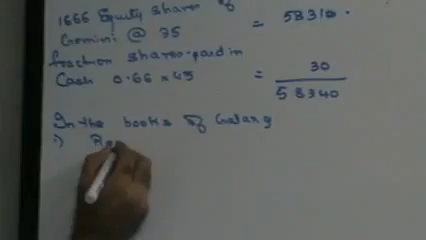 1666 Equity Shares of
Gemini @ 35 = 58310.
fraction shares paid in
Cash 0.66 x 45 = 30
58340
In the books of Galaxy
i) Re